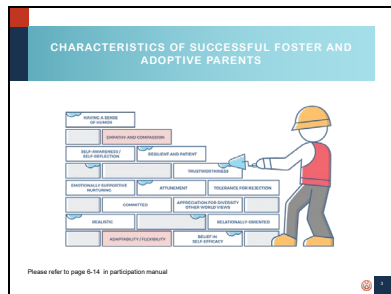 CHARACTERISTICS OF SUCCESSFUL FOSTER AND
ADOPTIVE PARENTS
HAVING A SENSE
OF HUMOR
EMPATHY AND COMPASSION
SELF-AWARENESS /
SELF-REFLECTION
RESILIENT AND PATIENT
TRUSTWORTHINESS
EMOTIONALLY SUPPORTIVE
NURTURING
ATTUNEMENT
TOLERANCE FOR REJECTION
COMMITTED
APPRECIATION FOR DIVERSITY
OTHER WORLD VIEWS
REALISTIC
RELATIONALLY-ORIENTED
ADAPTABILITY / FLEXIBILITY
BELIEF IN
SELF EFFICACY
Please refer to page 6-14 in participation manual